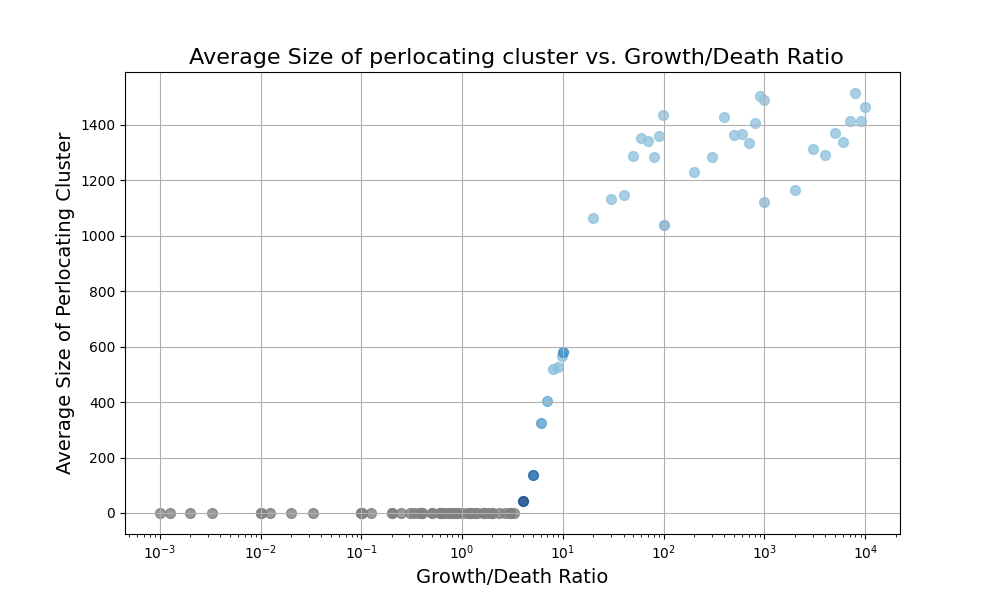 Average Size of perlocating cluster vs. Growth/Death Ratio
Average Size of Perlocating Cluster
1400
1200
1000
800
600
400
200
0
10⁻³ 10⁻² 10⁻¹ 10⁰ 10¹ 10² 10³ 10⁴
Growth/Death Ratio